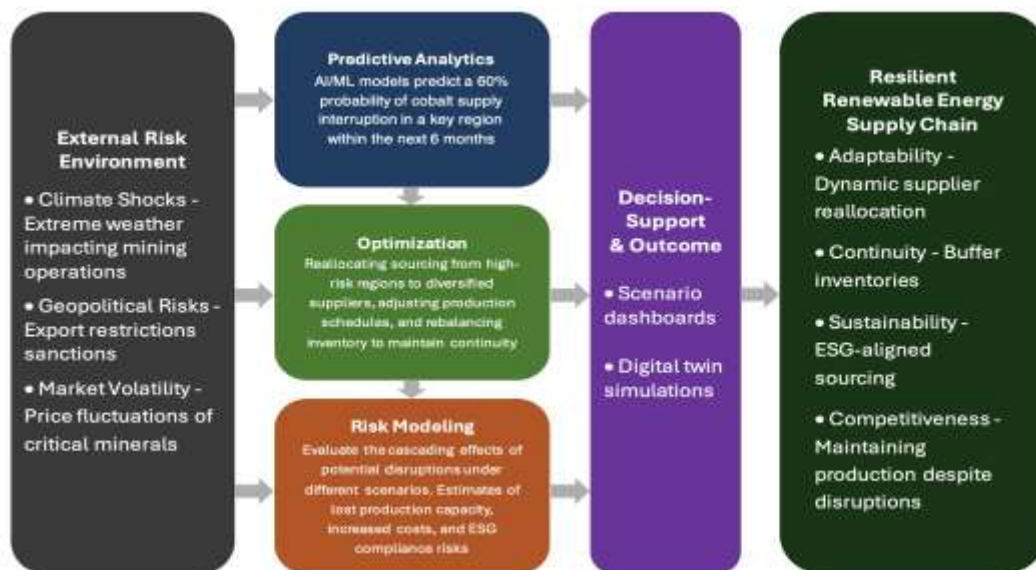 External Risk
Environment
• Climate Shocks -
Extreme weather
impacting mining
operations
• Geopolitical Risks -
Export restrictions
sanctions
• Market Volatility -
Price fluctuations of
critical minerals
Predictive Analytics
AI/ML models predict a 60%
probability of cobalt supply
interruption in a key region
within the next 6 months
Optimization
Reallocating sourcing from high-
risk regions to diversified
suppliers, adjusting production
schedules, and rebalancing
inventory to maintain continuity
Risk Modeling
Evaluate the cascading effects of
potential disruptions under
different scenarios. Estimates of
lost production capacity,
increased costs, and ESG
compliance risks
Decision-
Support
& Outcome
• Scenario
dashboards
• Digital twin
simulations
Resilient
Renewable Energy
Supply Chain
• Adaptability -
Dynamic supplier
reallocation
• Continuity - Buffer
inventories
• Sustainability -
ESG-aligned
sourcing
• Competitiveness -
Maintaining
production despite
disruptions